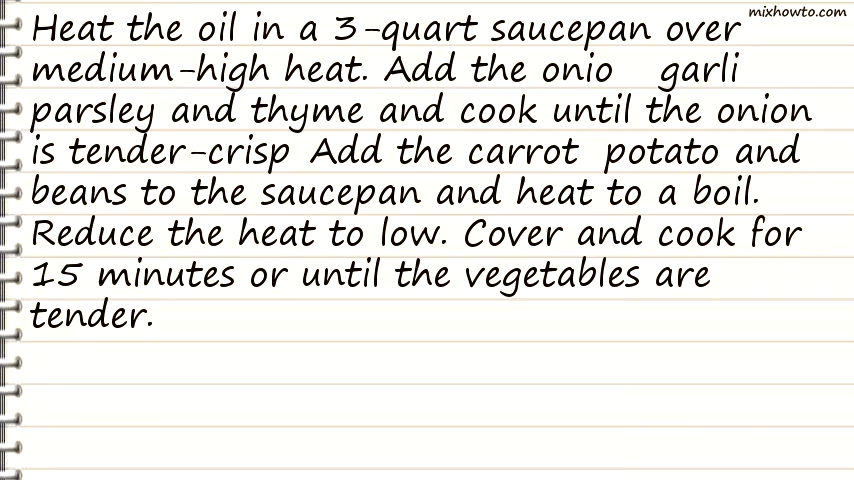 mixhowto.com
Heat the oil in a 3-quart saucepan over
medium-high heat. Add the onio garli
parsley and thyme and cook until the onion
is tender-crisp Add the carrot potato and
beans to the saucepan and heat to a boil.
Reduce the heat to low. Cover and cook for
15 minutes or until the vegetables are
tender.